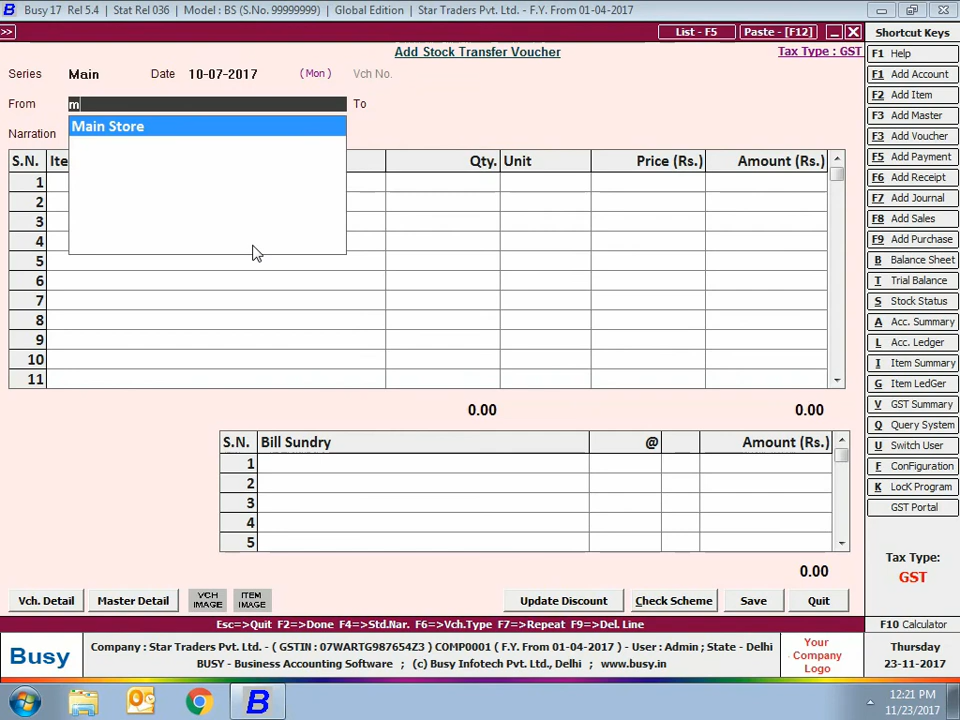 Busy 17 Rel 5.4 | Stat Rel 036 | Model : BS (S.No. 99999999) | Global Edition | Star Traders Pvt. Ltd. - F.Y. From 01-04-2017
>> List - F5 Paste - [F12]
Add Stock Transfer Voucher Tax Type : GST
Series Main Date 10-07-2017 (Mon) Vch No.
From m To
Main Store
Narration
S.N. Ite Qty. Unit Price (Rs.) Amount (Rs.)
1
2
3
4
5
6
7
8
9
10
11
0.00 0.00
S.N. Bill Sundry @ Amount (Rs.)
1
2
3
4
5
0.00
Vch. Detail Master Detail VCH IMAGE ITEM IMAGE Update Discount Check Scheme Save Quit
Esc=>Quit F2=>Done F4=>Std.Nar. F6=>Vch.Type F7=>Repeat F9=>Del. Line
Shortcut Keys
F1 Help
F1 Add Account
F2 Add Item
F3 Add Master
F3 Add Voucher
F5 Add Payment
F6 Add Receipt
F7 Add Journal
F8 Add Sales
F9 Add Purchase
B Balance Sheet
T Trial Balance
S Stock Status
A Acc. Summary
L Acc. Ledger
I Item Summary
G Item LedGer
V GST Summary
Q Query System
U Switch User
F ConFiguration
K LocK Program
GST Portal
Tax Type:
GST
F10 Calculator
Busy
Company : Star Traders Pvt. Ltd. - ( GSTIN : 07WARTG987654Z3 ) - COMP0001 ( F.Y. From 01-04-2017 ) - User : Admin ; State - Delhi
BUSY - Business Accounting Software ; (c) Busy Infotech Pvt. Ltd., Delhi ; www.busy.in
Your
Company
Logo
Thursday
23-11-2017
B
12:21 PM
11/23/2017